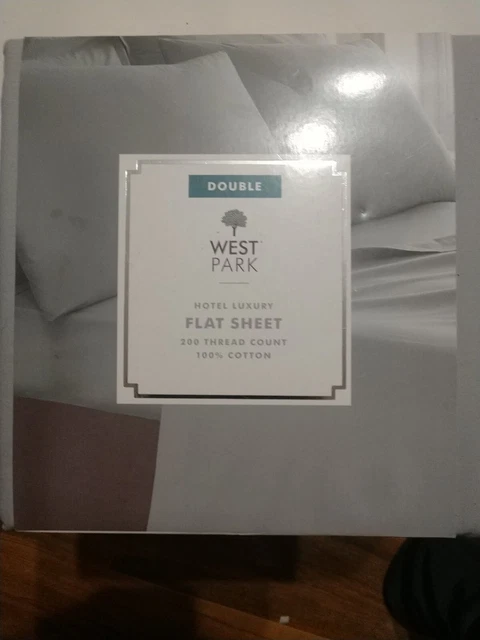 DOUBLE
WEST
PARK
HOTEL LUXURY
FLAT SHEET
200 THREAD COUNT
100% COTTON